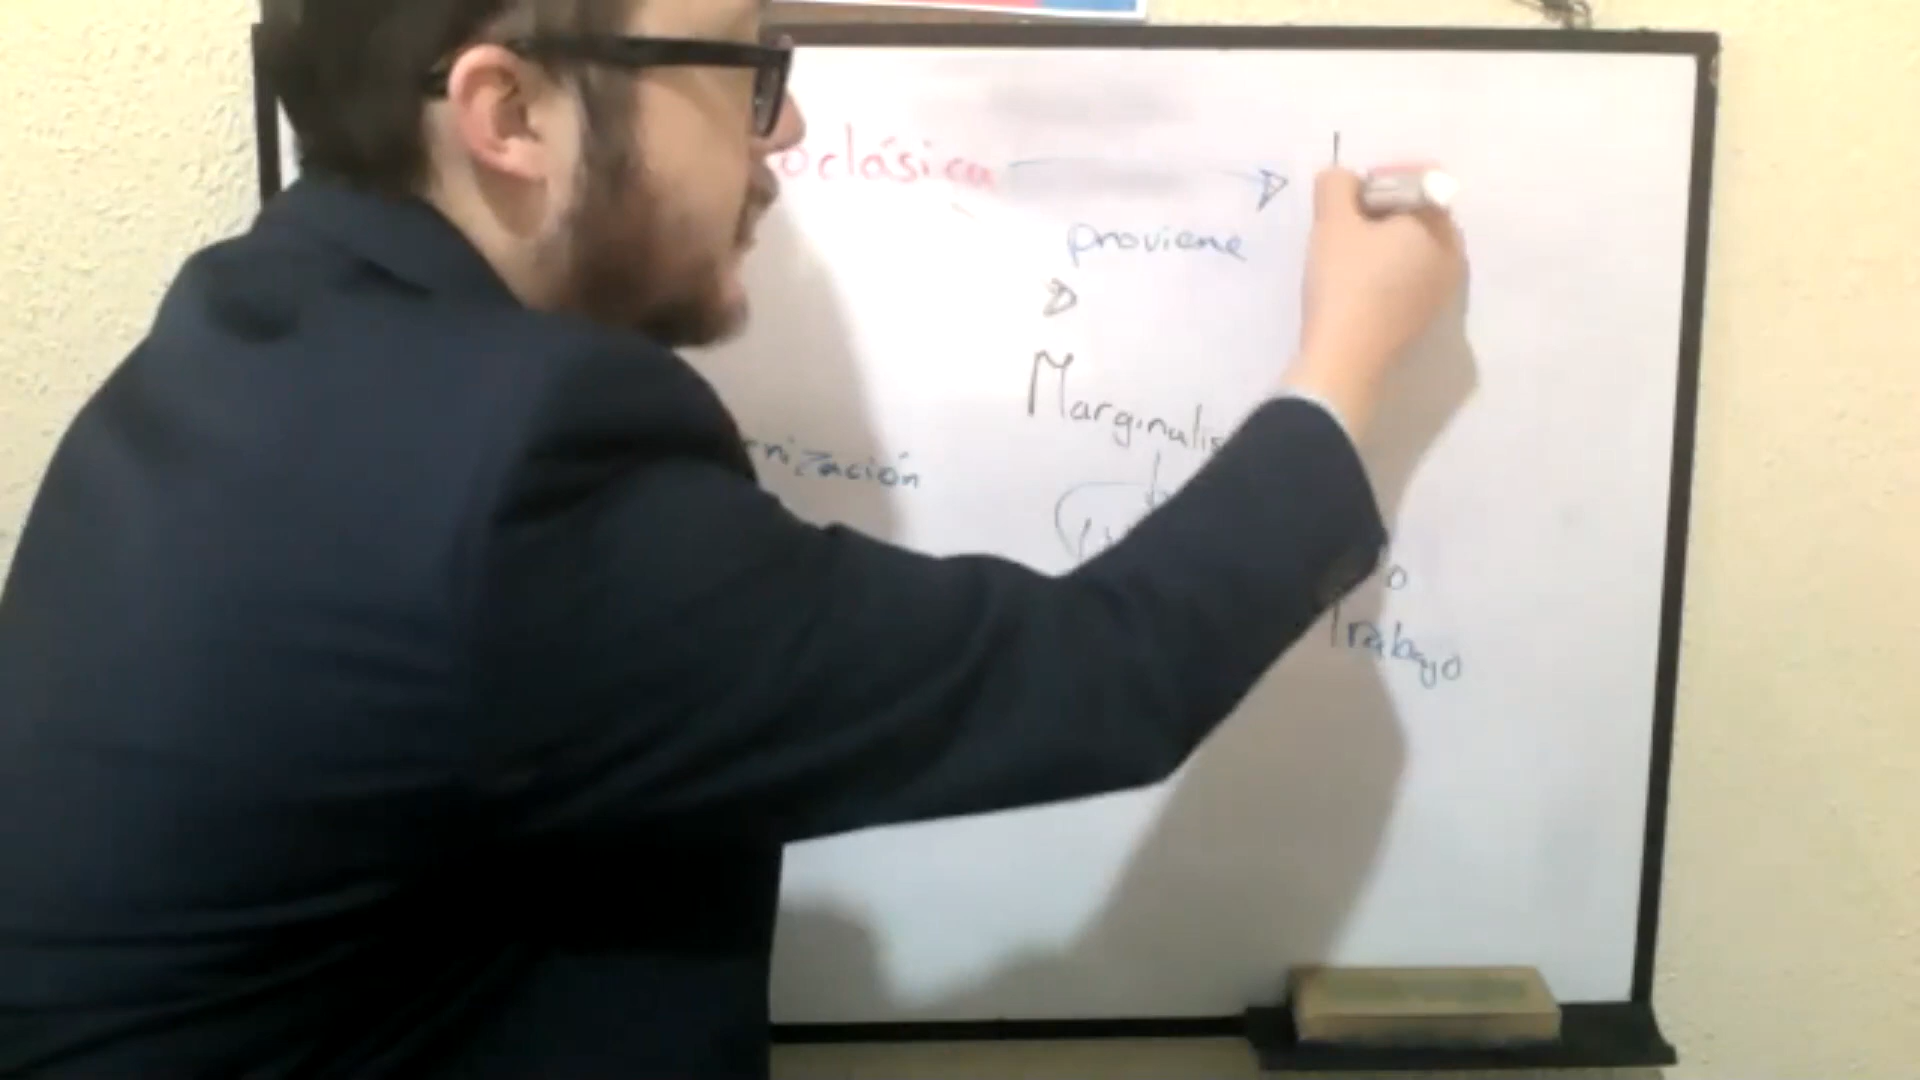 oclásica
proviene
Marginalis
nización
o
Trabajo